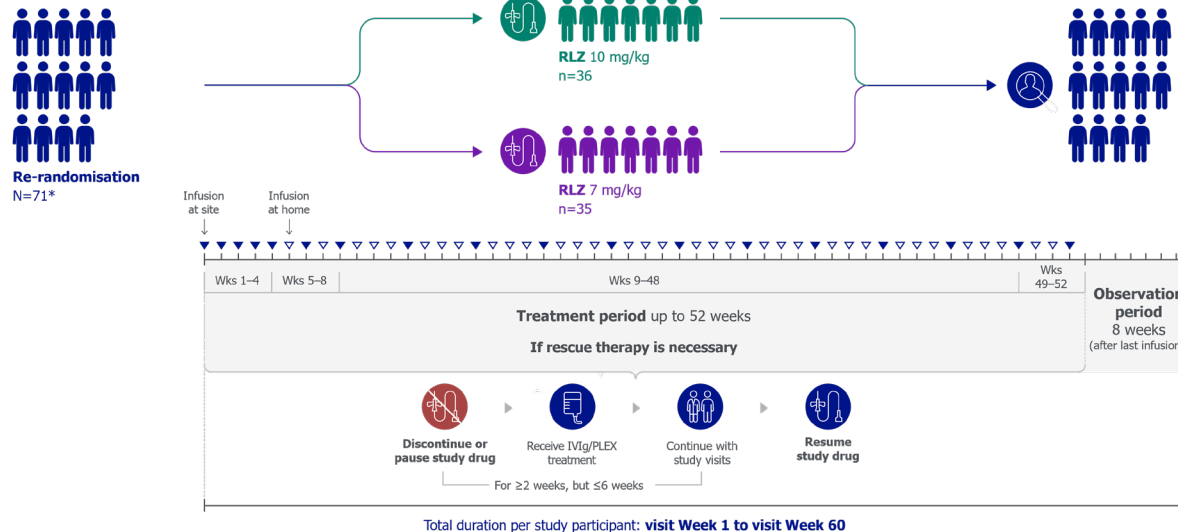 RLZ 10 mg/kg
n=36
Re-randomisation
N=71*
RLZ 7 mg/kg
n=35
Infusion
at site
Infusion
at home
Wks 1–4
Wks 5–8
Wks 9–48
Wks
49–52
Treatment period up to 52 weeks
If rescue therapy is necessary
Observation
period
8 weeks
(after last infusion
Discontinue or
pause study drug
Receive IVIg/PLEX
treatment
Continue with
study visits
Resume
study drug
For ≥2 weeks, but ≤6 weeks
Total duration per study participant: visit Week 1 to visit Week 60